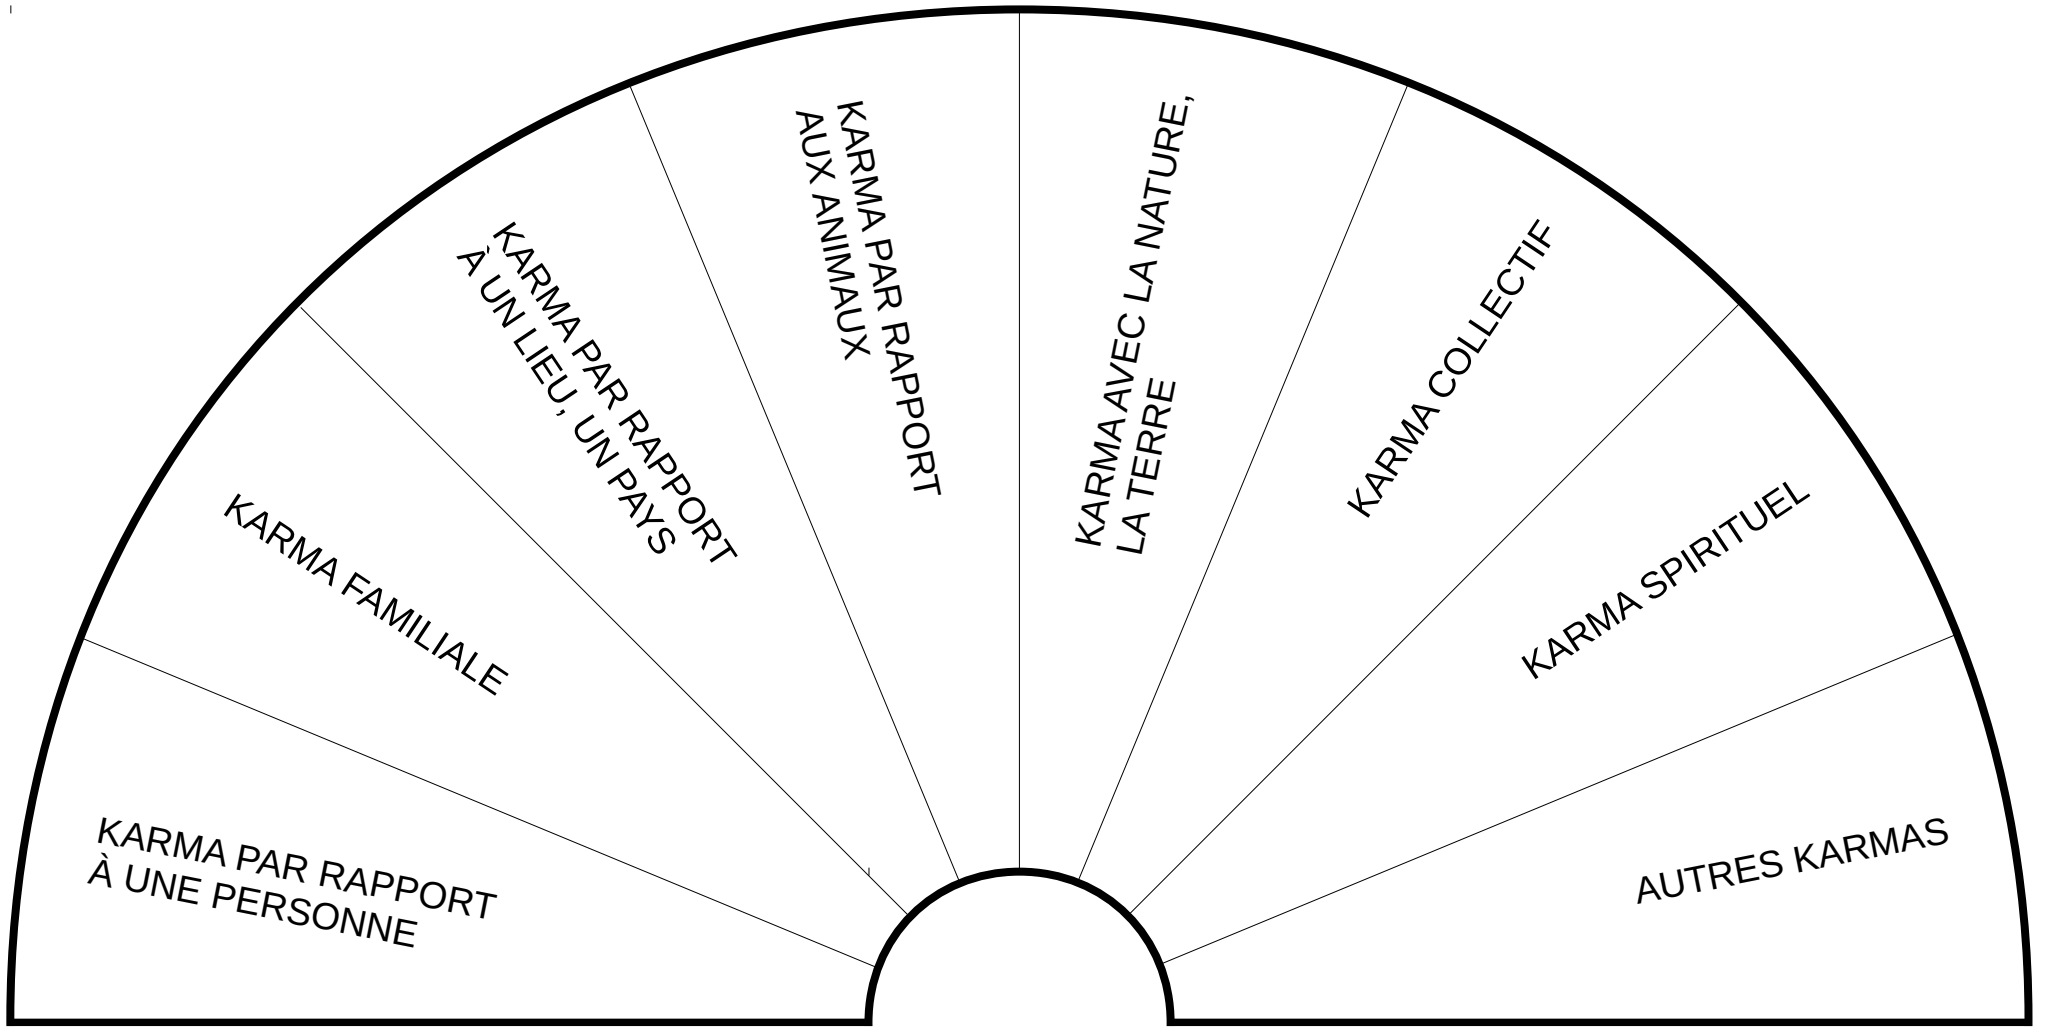 KARMA PAR RAPPORT
À UNE PERSONNE
KARMA FAMILIALE
KARMA PAR RAPPORT
À UN LIEU, UN PAYS
KARMA PAR RAPPORT
AUX ANIMAUX
KARMA AVEC LA NATURE,
LA TERRE
KARMA COLLECTIF
KARMA SPIRITUEL
AUTRES KARMAS